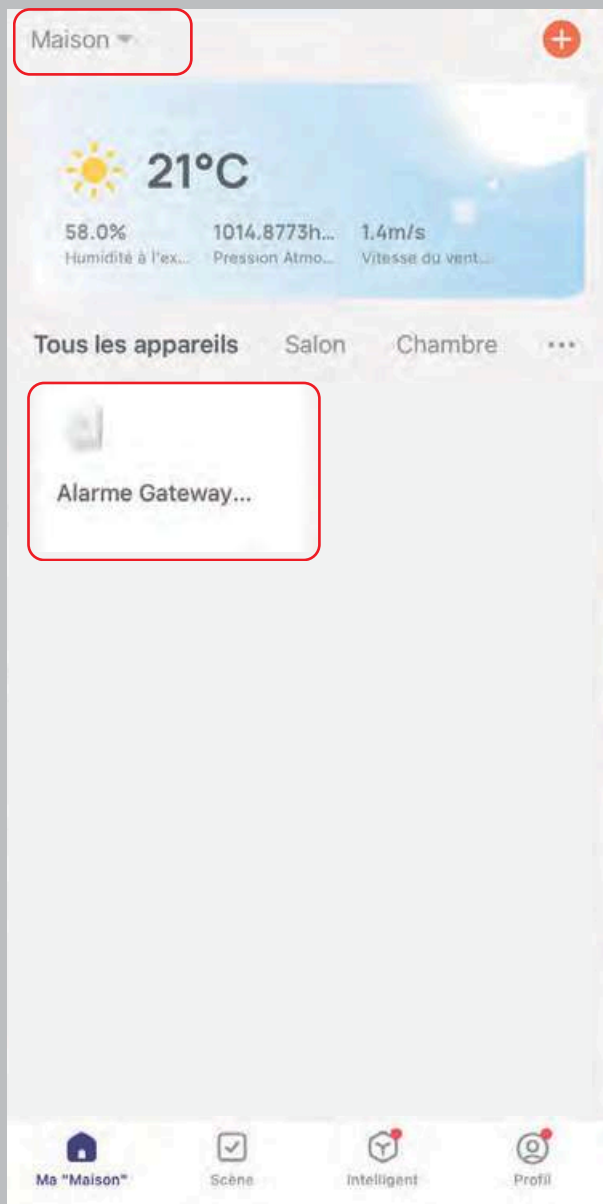 Maison
21°C
58.0% 1014.8773h... 1.4m/s
Humidité à l'ex... Pression Atmo... Vitesse du vent...
Tous les appareils Salon Chambre
Alarme Gateway...
Ma "Maison" Scène Intelligent Profil